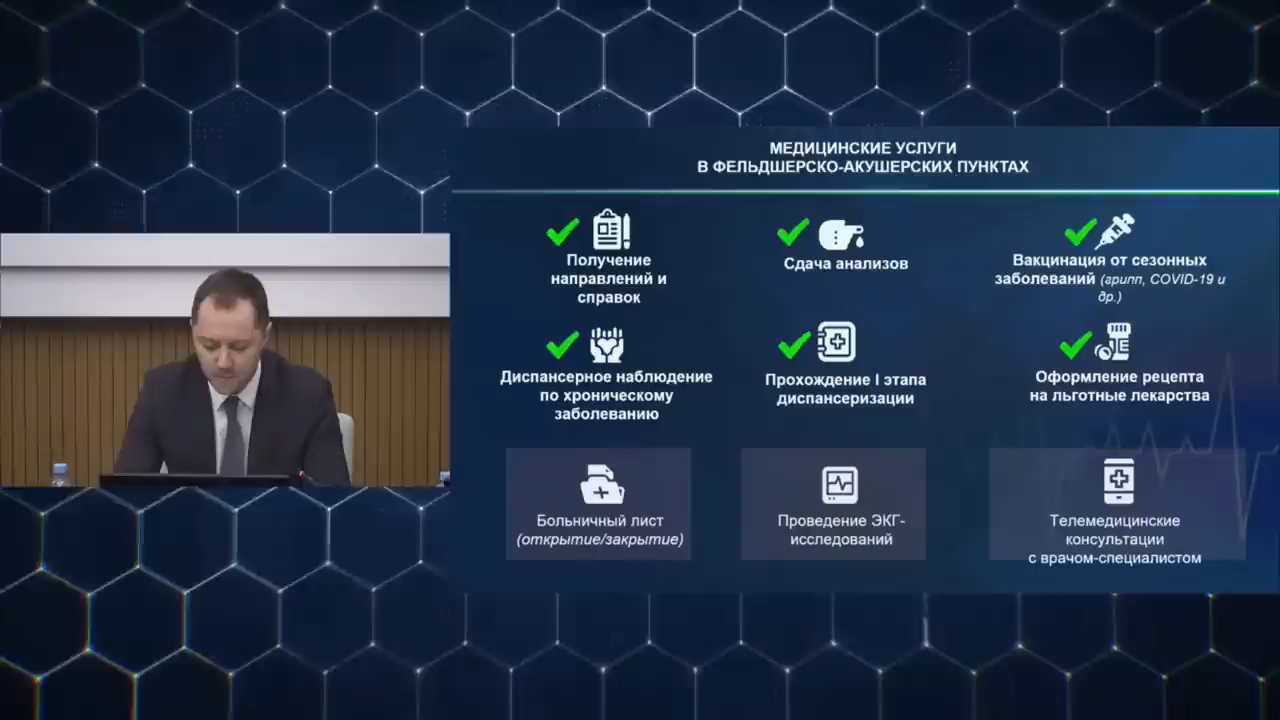 МЕДИЦИНСКИЕ УСЛУГИ
В ФЕЛЬДШЕРСКО-АКУШЕРСКИХ ПУНКТАХ
Получение
направлений и
справок
Сдача анализов
Вакцинация от сезонных
заболеваний (грипп, COVID-19 и
др.)
Диспансерное наблюдение
по хроническому
заболеванию
Прохождение I этапа
диспансеризации
Оформление рецепта
на льготные лекарства
Больничный лист
(открытие/закрытие)
Проведение ЭКГ-
исследований
Телемедицинские
консультации
с врачом-специалистом